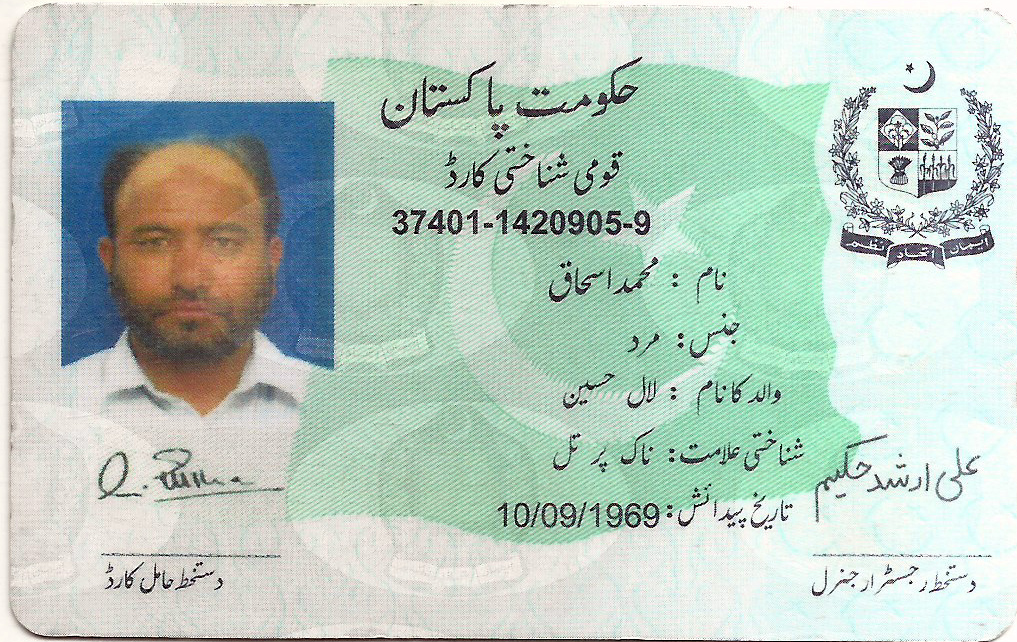 حکومت پاکستان
قومی شناختی کارڈ
37401-1420905-9
نام : محمد اسحاق
جنس: مرد
والد کا نام : لال حسین
شناختی علامت: ناک پر تل
تاریخ پیدائش: 10/09/1969
ایمان اتحاد نظم
علی ارشد حکیم
دستخط حامل کارڈ
دستخط رجسٹرار جنرل